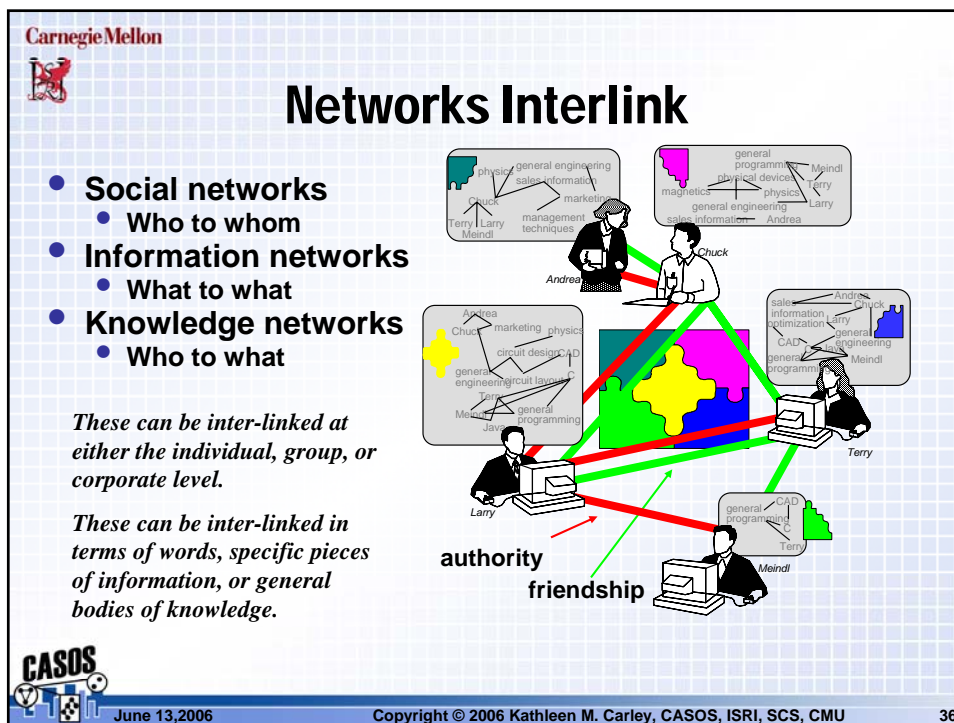 Carnegie Mellon
Networks Interlink
• Social networks
• Who to whom
• Information networks
• What to what
• Knowledge networks
• Who to what
These can be inter-linked at
either the individual, group, or
corporate level.
These can be inter-linked in
terms of words, specific pieces
of information, or general
bodies of knowledge.
physics
general engineering
sales information
Chuck
marketing
Terry Larry
Meindl
management
techniques
Andrea
general
programming
Meindl
physical devices
Terry
magnetics
physics
Larry
general engineering
sales information
Andrea
Chuck
Andrea
Chuck
marketing
physics
circuit design
CAD
general
engineering
circuit layout
C
Terry
Meindl
general
programming
Java
Larry
Andrea
sales
Chuck
information
optimization
Larry
general
engineering
CAD
general
programming
Meindl
Terry
general
programming
CAD
C
Terry
Meindl
authority
friendship
CASOS
June 13,2006
Copyright © 2006 Kathleen M. Carley, CASOS, ISRI, SCS, CMU
36